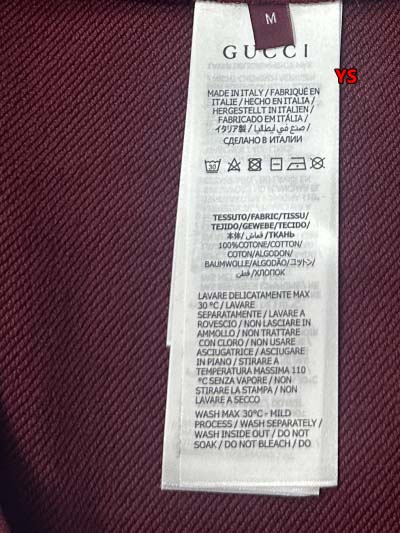 M
GUCCI
YS
MADE IN ITALY / FABRIQUÉ EN
ITALIE / HECHO EN ITALIA /
HERGESTELLT IN ITALIEN /
FABRICADO EM ITÁLIA /
イタリア製 / صنع في ايطاليا /
СДЕЛАНО В ИТАЛИИ
30
TESSUTO/FABRIC/TISSU/
TEJIDO/GEWEBE/TECIDO/
本体/ قماش /ТКАНЬ
100%COTONE/COTTON/
COTON/ALGODON/
BAUMWOLLE/ALGODÃO/コットン/
قطن /ХЛОПОК
LAVARE DELICATAMENTE MAX
30 °C / LAVARE
SEPARATAMENTE / LAVARE A
ROVESCIO / NON LASCIARE IN
AMMOLLO / NON TRATTARE
CON CLORO / NON USARE
ASCIUGATRICE / ASCIUGARE
IN PIANO / STIRARE A
TEMPERATURA MASSIMA 110
°C SENZA VAPORE / NON
STIRARE LA STAMPA / NON
LAVARE A SECCO
WASH MAX 30°C - MILD
PROCESS / WASH SEPARATELY /
WASH INSIDE OUT / DO NOT
SOAK / DO NOT BLEACH / DO